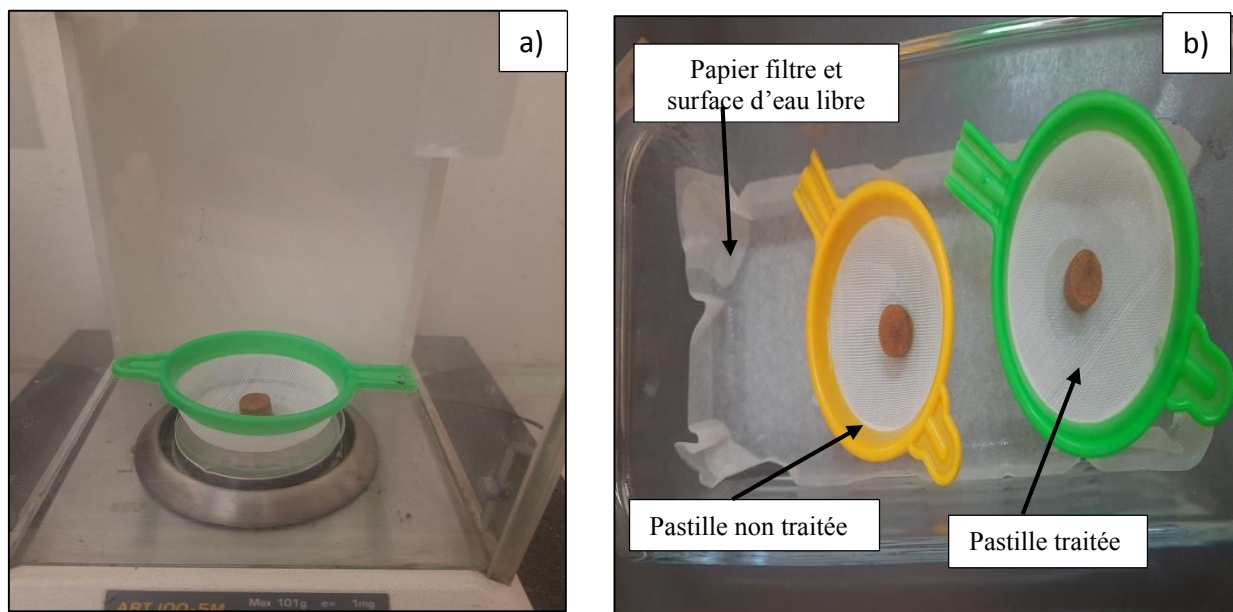 a)
b)
Papier filtre et
surface d’eau libre
Pastille non traitée
Pastille traitée
ABT 100-5M Max 101g e= 1mg